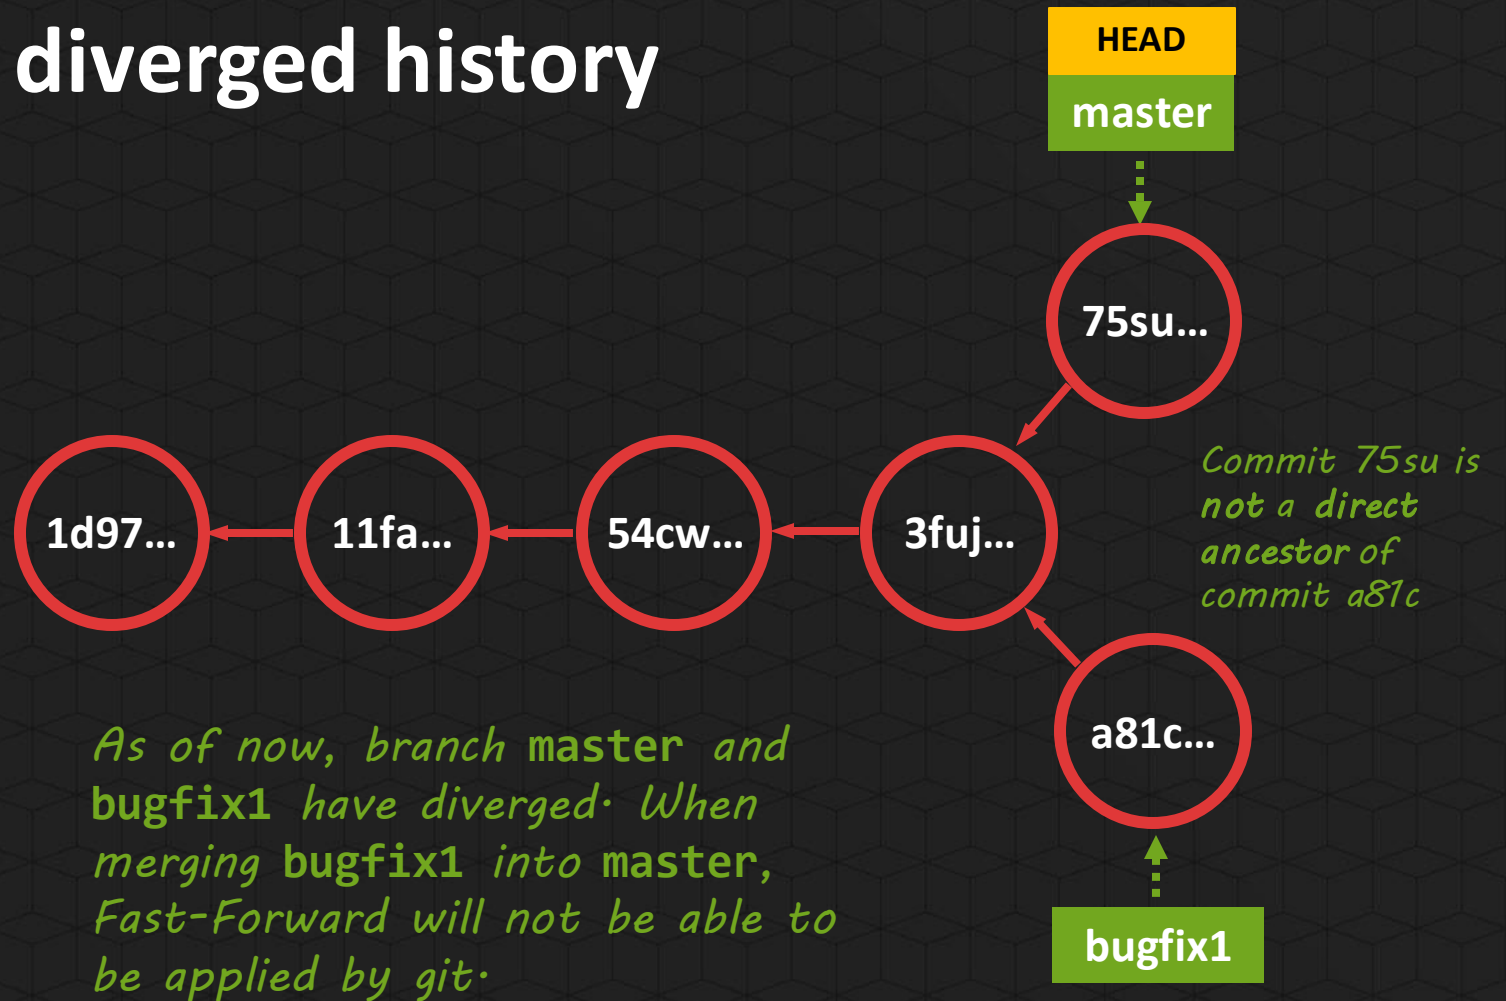 diverged history
HEAD
master
75su...
1d97...
11fa...
54cw...
3fuj...
Commit 75su is
not a direct
ancestor of
commit a81c
a81c...
As of now, branch master and
bugfix1 have diverged. When
merging bugfix1 into master,
Fast-Forward will not be able to
be applied by git.
bugfix1